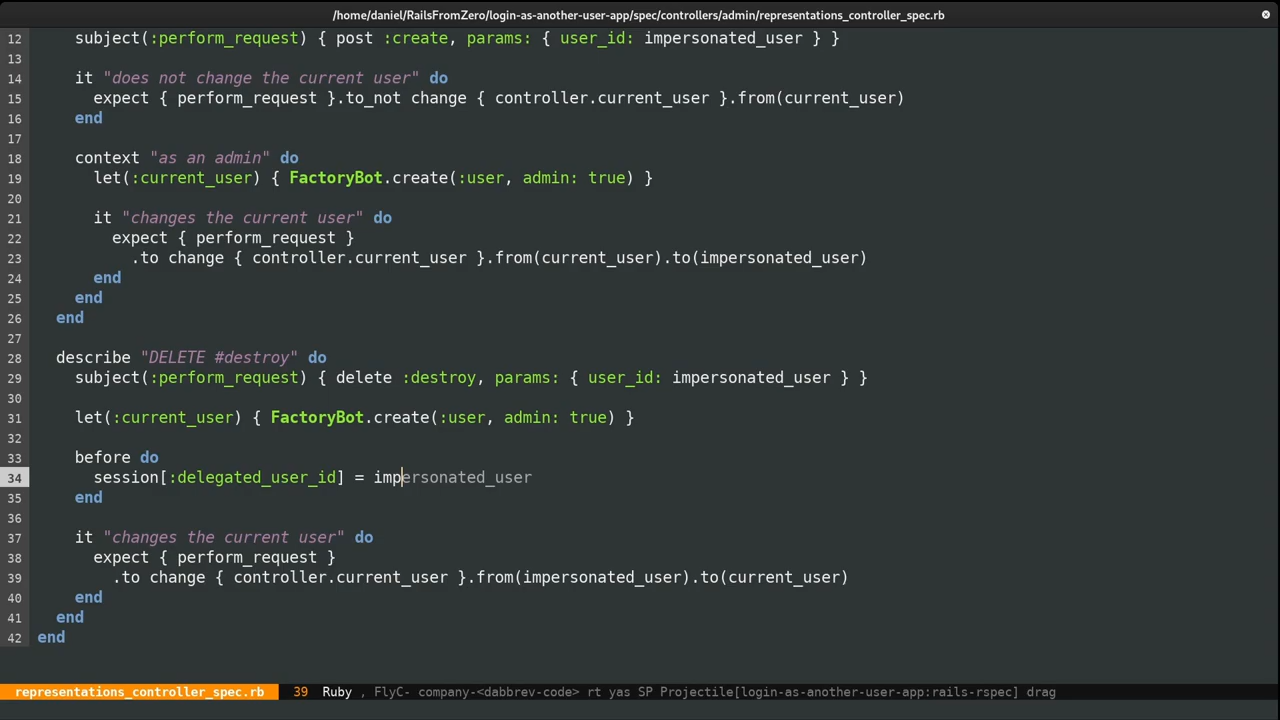 /home/daniel/RailsFromZero/login-as-another-user-app/spec/controllers/admin/representations_controller_spec.rb
12 subject(:perform_request) { post :create, params: { user_id: impersonated_user } }
13
14 it "does not change the current user" do
15 expect { perform_request }.to_not change { controller.current_user }.from(current_user)
16 end
17
18 context "as an admin" do
19 let(:current_user) { FactoryBot.create(:user, admin: true) }
20
21 it "changes the current user" do
22 expect { perform_request }
23 .to change { controller.current_user }.from(current_user).to(impersonated_user)
24 end
25 end
26 end
27
28 describe "DELETE #destroy" do
29 subject(:perform_request) { delete :destroy, params: { user_id: impersonated_user } }
30
31 let(:current_user) { FactoryBot.create(:user, admin: true) }
32
33 before do
34 session[:delegated_user_id] = impersonated_user
35 end
36
37 it "changes the current user" do
38 expect { perform_request }
39 .to change { controller.current_user }.from(impersonated_user).to(current_user)
40 end
41 end
42 end
representations_controller_spec.rb 39 Ruby , FlyC- company-<dabbrev-code> rt yas SP Projectile[login-as-another-user-app:rails-rspec] drag